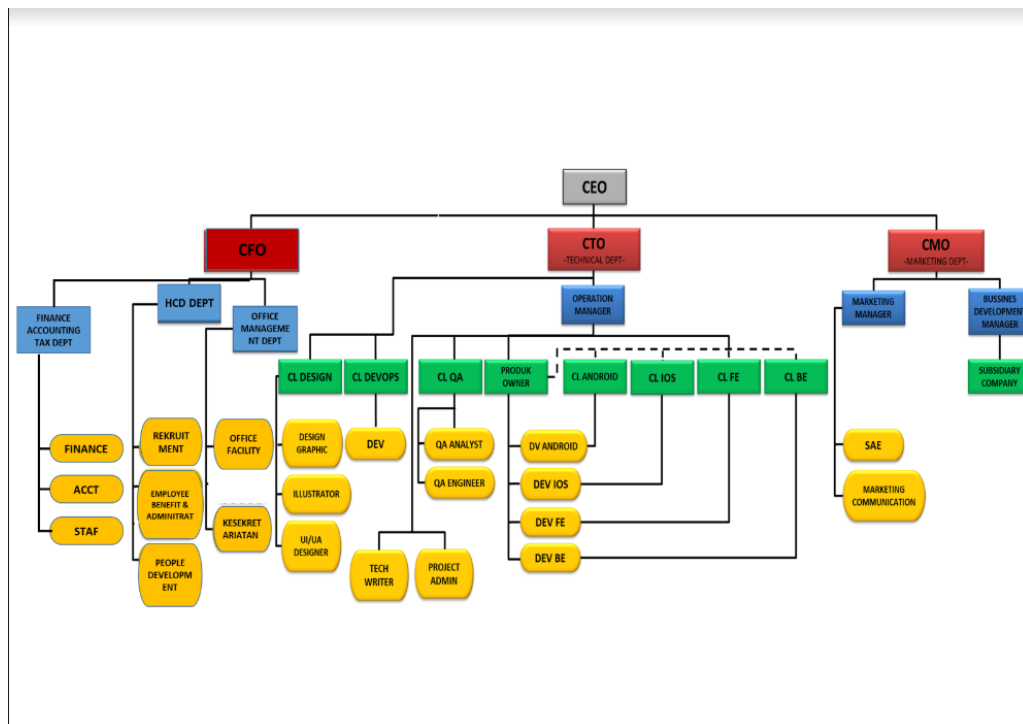 CEO
CFO
CTO
-TECHNICAL DEPT-
CMO
-MARKETING DEPT-
FINANCE
ACCOUNTING
TAX DEPT
HCD DEPT
OFFICE
MANAGEME
NT DEPT
OPERATION
MANAGER
MARKETING
MANAGER
BUSSINES
DEVELOPMENT
MANAGER
CL DESIGN
CL DEVOPS
CL QA
PRODUK
OWNER
CL ANDROID
CL IOS
CL FE
CL BE
SUBSIDIARY
COMPANY
FINANCE
ACCT
STAF
REKRUIT
MENT
EMPLOYEE
BENEFIT &
ADMINITRAT
PEOPLE
DEVELOPM
ENT
OFFICE
FACILITY
KESEKRET
ARIATAN
DESIGN
GRAPHIC
ILLUSTRATOR
UI/UA
DESIGNER
DEV
QA ANALYST
QA ENGINEER
TECH
WRITER
PROJECT
ADMIN
DV ANDROID
DEV IOS
DEV FE
DEV BE
SAE
MARKETING
COMMUNICATION